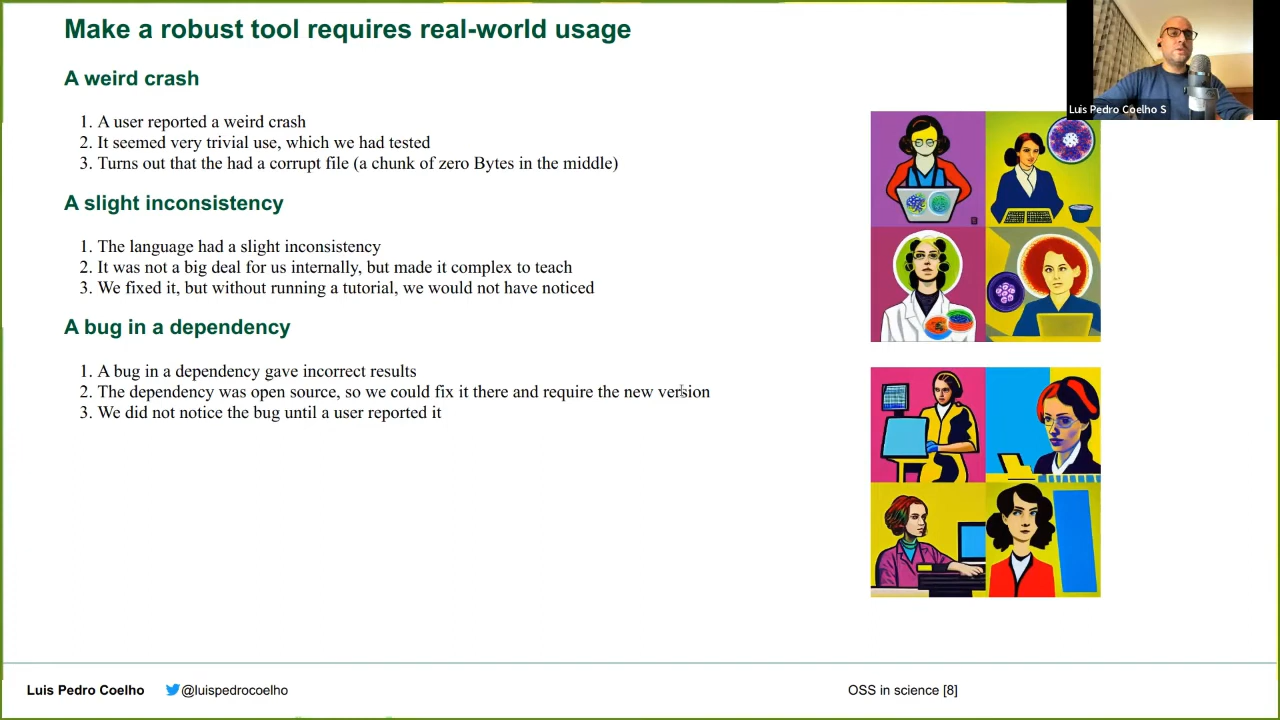 Make a robust tool requires real-world usage
Luis Pedro Coelho S
A weird crash
1. A user reported a weird crash
2. It seemed very trivial use, which we had tested
3. Turns out that the had a corrupt file (a chunk of zero Bytes in the middle)
A slight inconsistency
1. The language had a slight inconsistency
2. It was not a big deal for us internally, but made it complex to teach
3. We fixed it, but without running a tutorial, we would not have noticed
A bug in a dependency
1. A bug in a dependency gave incorrect results
2. The dependency was open source, so we could fix it there and require the new version
3. We did not notice the bug until a user reported it
Luis Pedro Coelho @luispedrocoelho OSS in science [8]